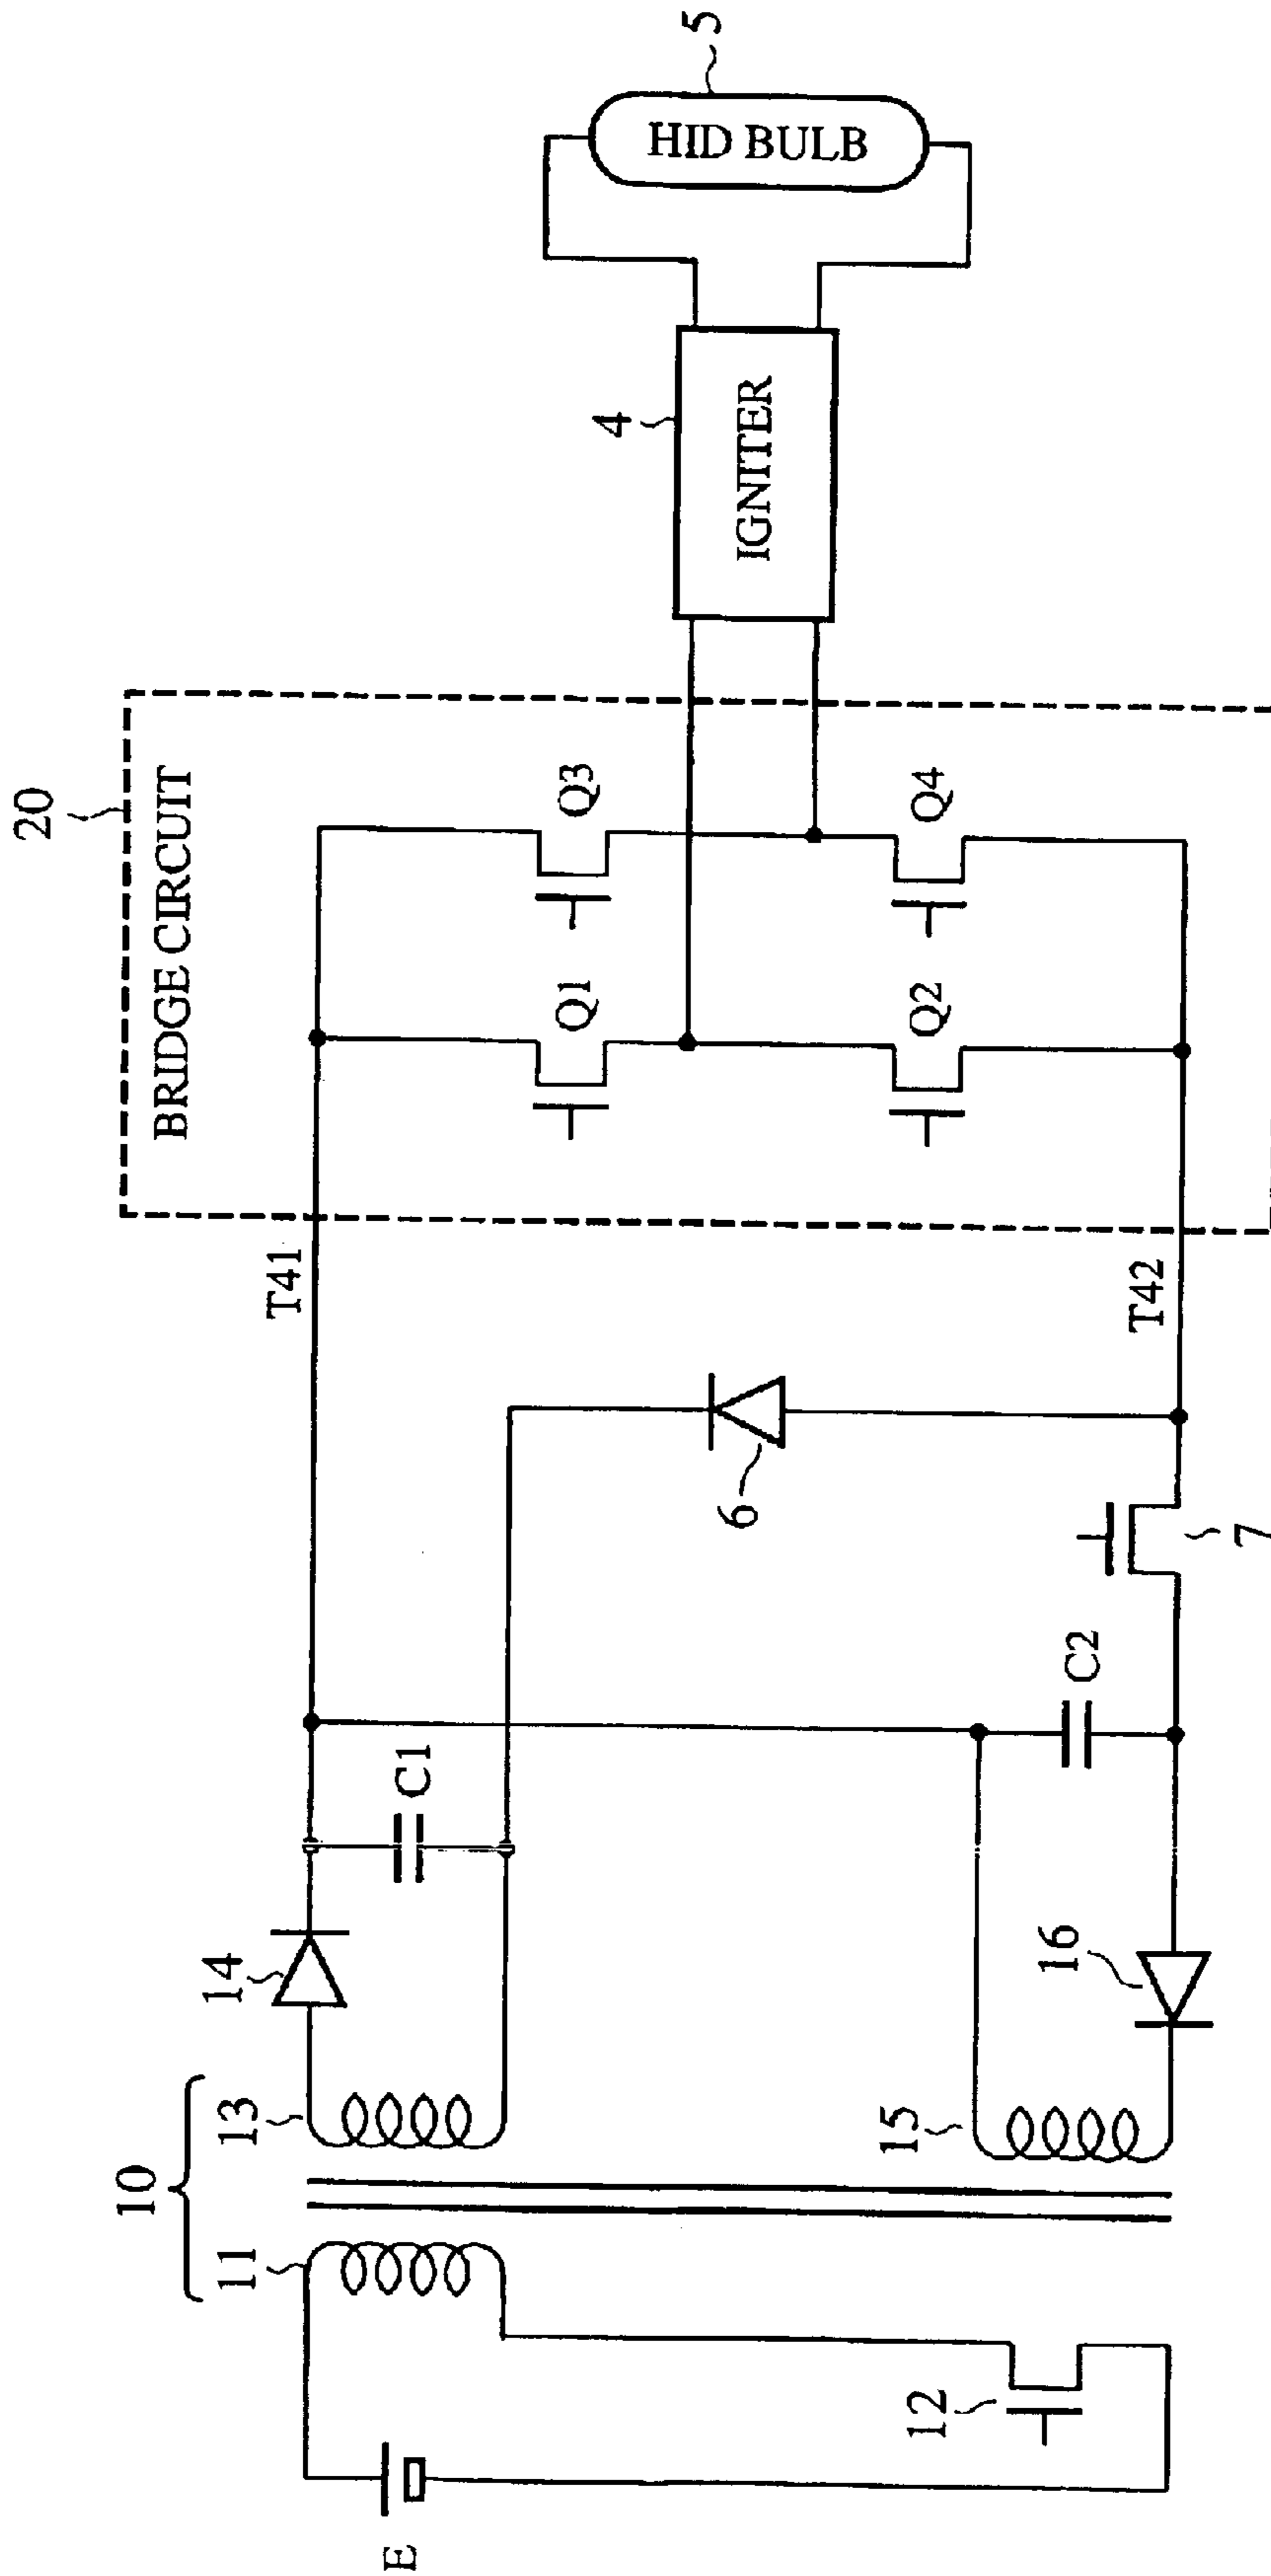 20
BRIDGE CIRCUIT
10
11
13
14
C1
T41
Q1
Q3
4
IGNITER
5
HID BULB
E
12
15
16
C2
6
7
T42
Q2
Q4